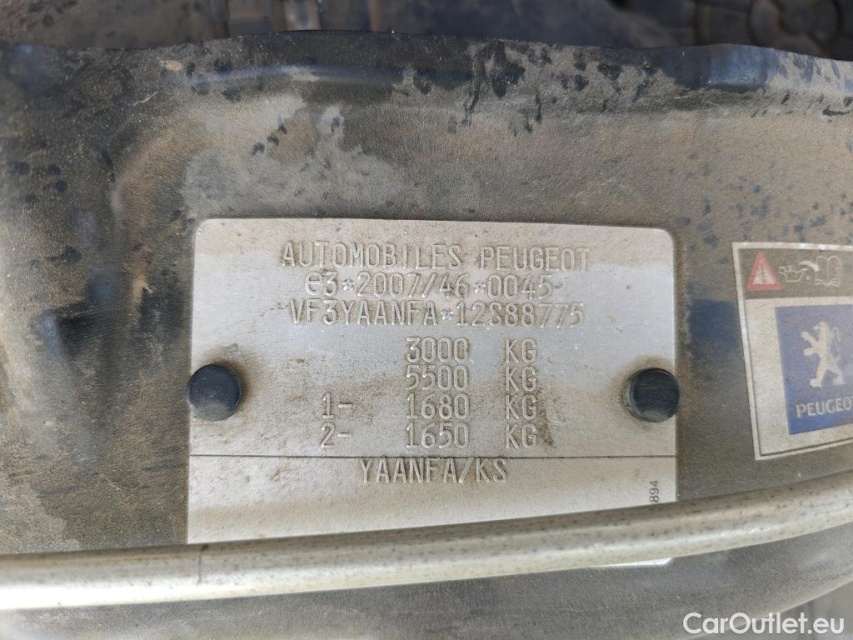 AUTOMOBILES PEUGEOT
e3*2007/46*0045*
VF3YAANFA*12S88775
3000 KG
5500 KG
1- 1680 KG
2- 1650 KG
YAANFA/KS
894
PEUGEOT
CarOutlet.eu